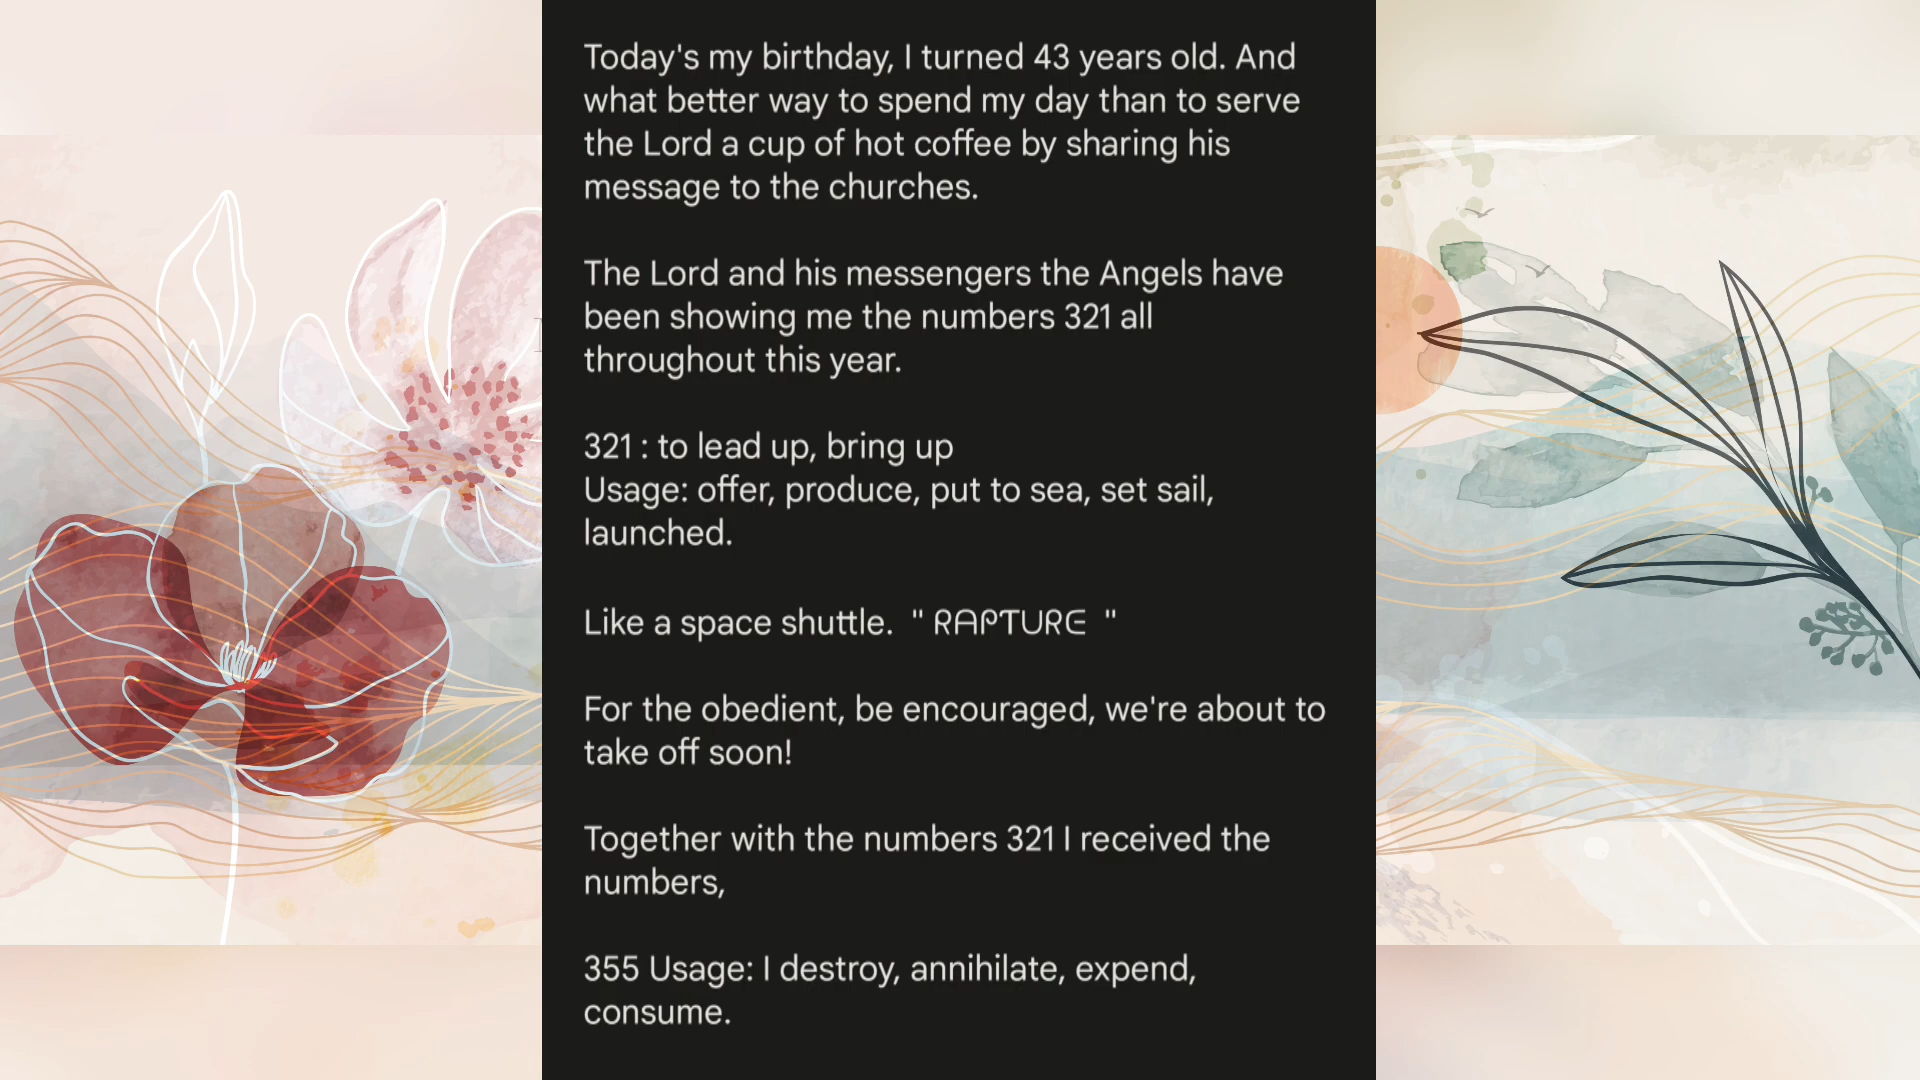 Today's my birthday, I turned 43 years old. And
what better way to spend my day than to serve
the Lord a cup of hot coffee by sharing his
message to the churches.
The Lord and his messengers the Angels have
been showing me the numbers 321 all
throughout this year.
321 : to lead up, bring up
Usage: offer, produce, put to sea, set sail,
launched.
Like a space shuttle. " RAPTURE "
For the obedient, be encouraged, we're about to
take off soon!
Together with the numbers 321 I received the
numbers,
355 Usage: I destroy, annihilate, expend,
consume.